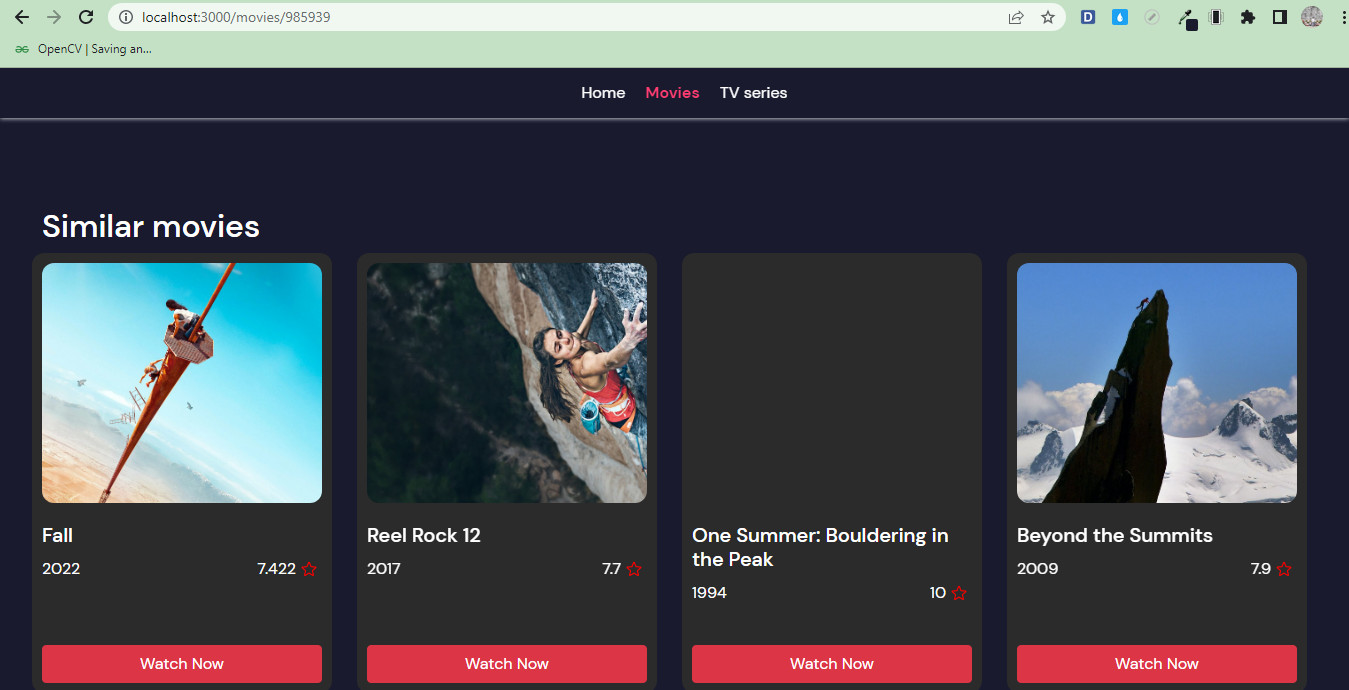 localhost:3000/movies/985939
OpenCV | Saving an...
Home Movies TV series
Similar movies
Fall
2022 7.422
Reel Rock 12
2017 7.7
One Summer: Bouldering in
the Peak
1994 10
Beyond the Summits
2009 7.9
Watch Now Watch Now Watch Now Watch Now